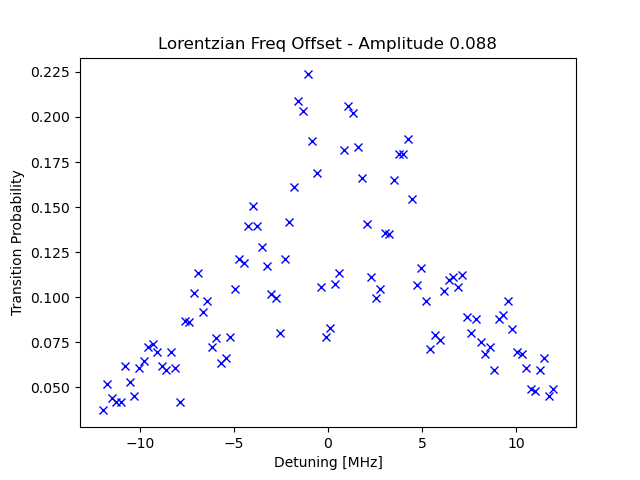 Lorentzian Freq Offset - Amplitude 0.088
Transition Probability
0.225
0.200
0.175
0.150
0.125
0.100
0.075
0.050
−10 −5 0 5 10
Detuning [MHz]